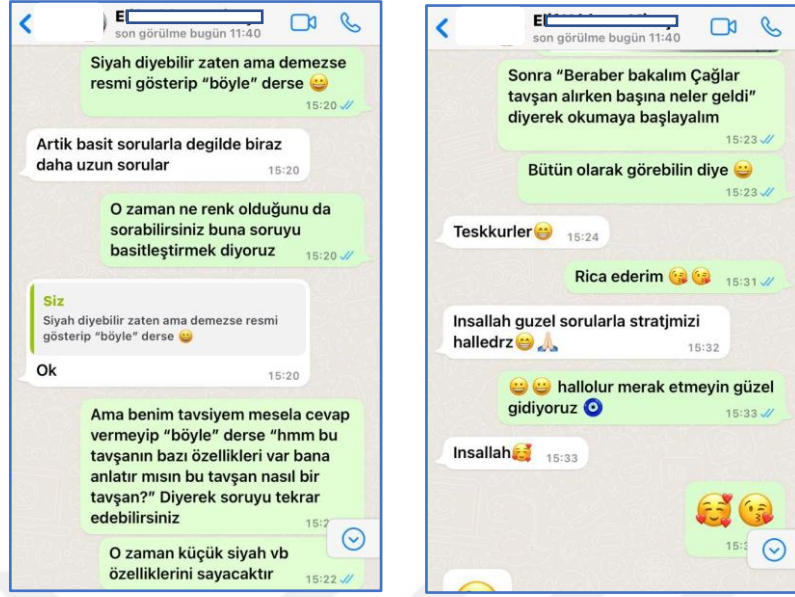 son görülme bugün 11:40
Siyah diyebilir zaten ama demezse
resmi gösterip “böyle” derse 😀
15:20
Artik basit sorularla degilde biraz
daha uzun sorular
15:20
O zaman ne renk olduğunu da
sorabilirsiniz buna soruyu
basitleştirmek diyoruz
15:20
Siz
Siyah diyebilir zaten ama demezse resmi
gösterip “böyle” derse 😀
Ok
15:20
Ama benim tavsiyem mesela cevap
vermeyip “böyle” derse “hmm bu
tavşanın bazı özellikleri var bana
anlatır mısın bu tavşan nasıl bir
tavşan?” Diyerek soruyu tekrar
edebilirsiniz
O zaman küçük siyah vb
özelliklerini sayacaktır
15:22
son görülme bugün 11:40
Sonra “Beraber bakalım Çağlar
tavşan alırken başına neler geldi”
diyerek okumaya başlayalım
15:23
Bütün olarak görebilin diye 😀
15:23
Teskkurler😁
15:24
Rica ederim 😘 😘
15:31
Insallah guzel sorularla stratjmizi
halledrz😁🙏🏻
15:32
😀 😀 hallolur merak etmeyin güzel
gidiyoruz 🧿
15:33
Insallah🥰
15:33
🥰 😘